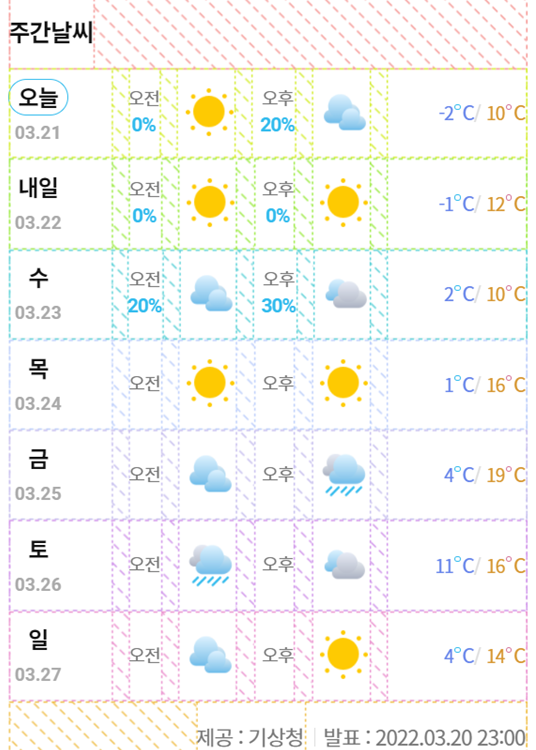 주간날씨
오늘 오전 오후
03.21 0% 20% -2°C/ 10°C
내일 오전 오후
03.22 0% 0% -1°C/ 12°C
수 오전 오후
03.23 20% 30% 2°C/ 10°C
목
03.24 오전 오후 1°C/ 16°C
금
03.25 오전 오후 4°C/ 19°C
토
03.26 오전 오후 11°C/ 16°C
일
03.27 오전 오후 4°C/ 14°C
제공 : 기상청 | 발표 : 2022.03.20 23:00